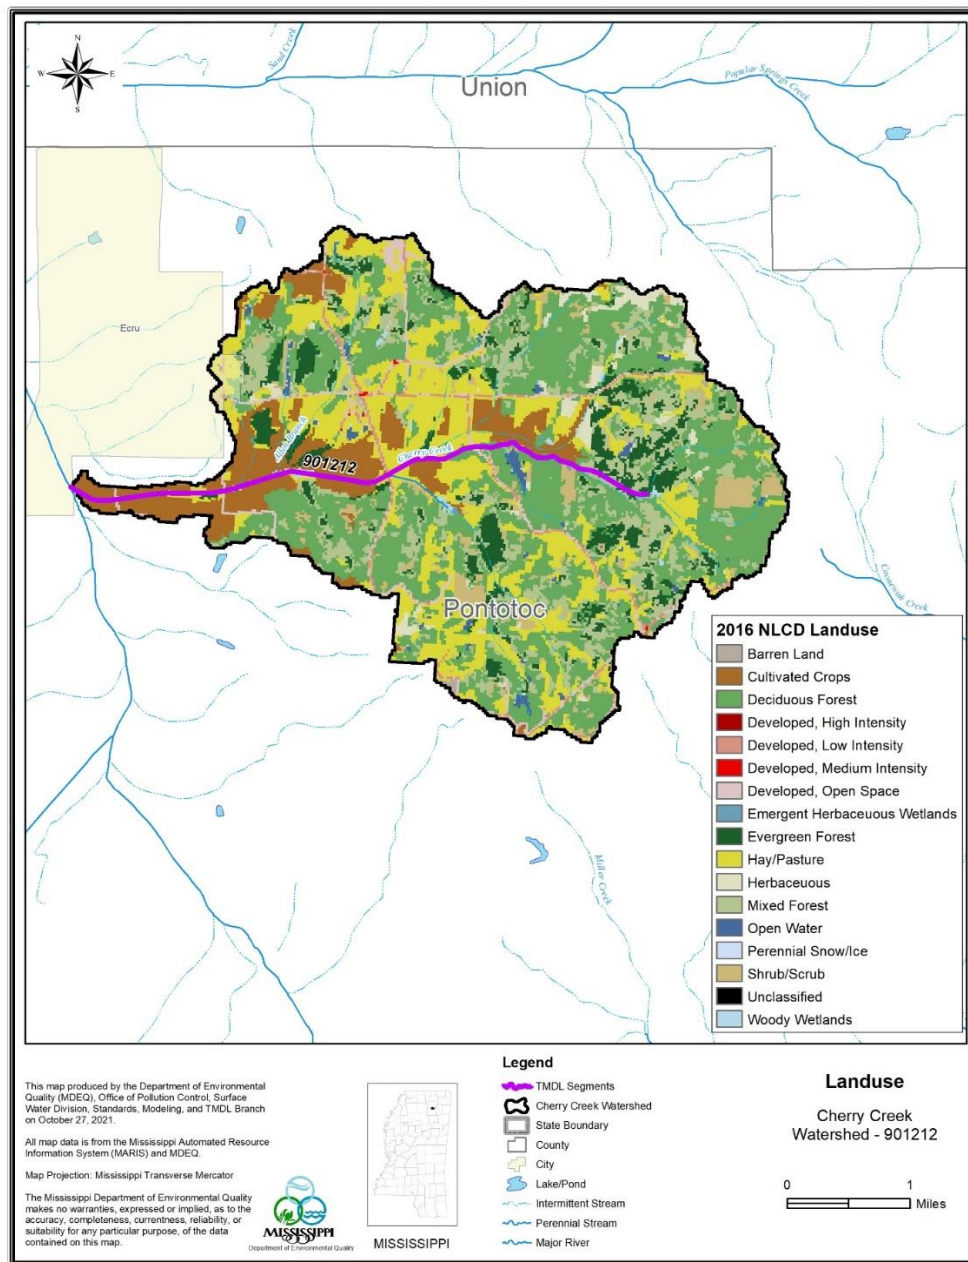 N
W
E
S
Sand Creek
Union
Popular Springs Creek
Ecru
Allen Branch
Cherry Creek
901212
Coonewah Creek
Pontotoc
Miller Creek
2016 NLCD Landuse
Barren Land
Cultivated Crops
Deciduous Forest
Developed, High Intensity
Developed, Low Intensity
Developed, Medium Intensity
Developed, Open Space
Emergent Herbaceuous Wetlands
Evergreen Forest
Hay/Pasture
Herbaceuous
Mixed Forest
Open Water
Perennial Snow/Ice
Shrub/Scrub
Unclassified
Woody Wetlands
This map produced by the Department of Environmental
Quality (MDEQ), Office of Pollution Control, Surface
Water Division, Standards, Modeling, and TMDL Branch
on October 27, 2021.
All map data is from the Mississippi Automated Resource
Information System (MARIS) and MDEQ.
Map Projection: Mississippi Transverse Mercator
The Mississippi Department of Environmental Quality
makes no warranties, expressed or implied, as to the
accuracy, completeness, currentness, reliability, or
suitability for any particular purpose, of the data
contained on this map.
MISSISSIPPI
Department of Environmental Quality
MISSISSIPPI
Legend
TMDL Segments
Cherry Creek Watershed
State Boundary
County
City
Lake/Pond
Intermittent Stream
Perennial Stream
Major River
Landuse
Cherry Creek
Watershed - 901212
0 1
Miles